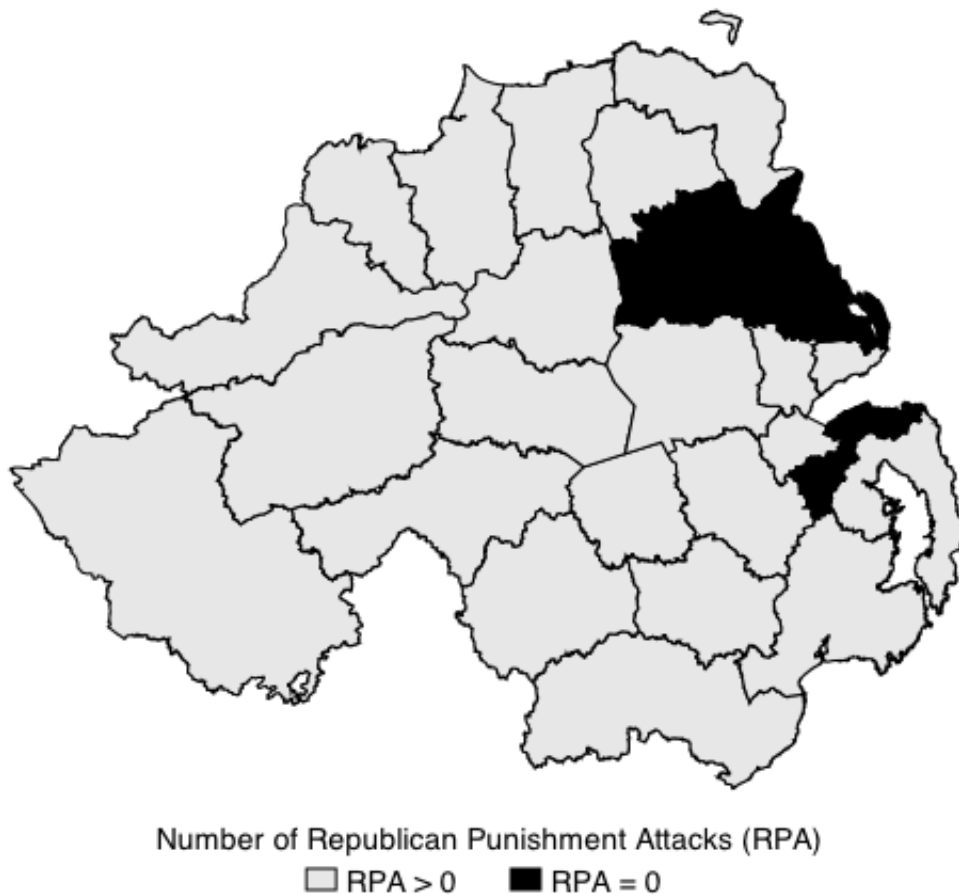 Number of Republican Punishment Attacks (RPA)
RPA > 0 RPA = 0